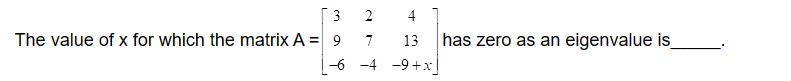 The value of x for which the matrix A = [3 2 4; 9 7 13; −6 −4 −9+x] has zero as an eigenvalue is_____.